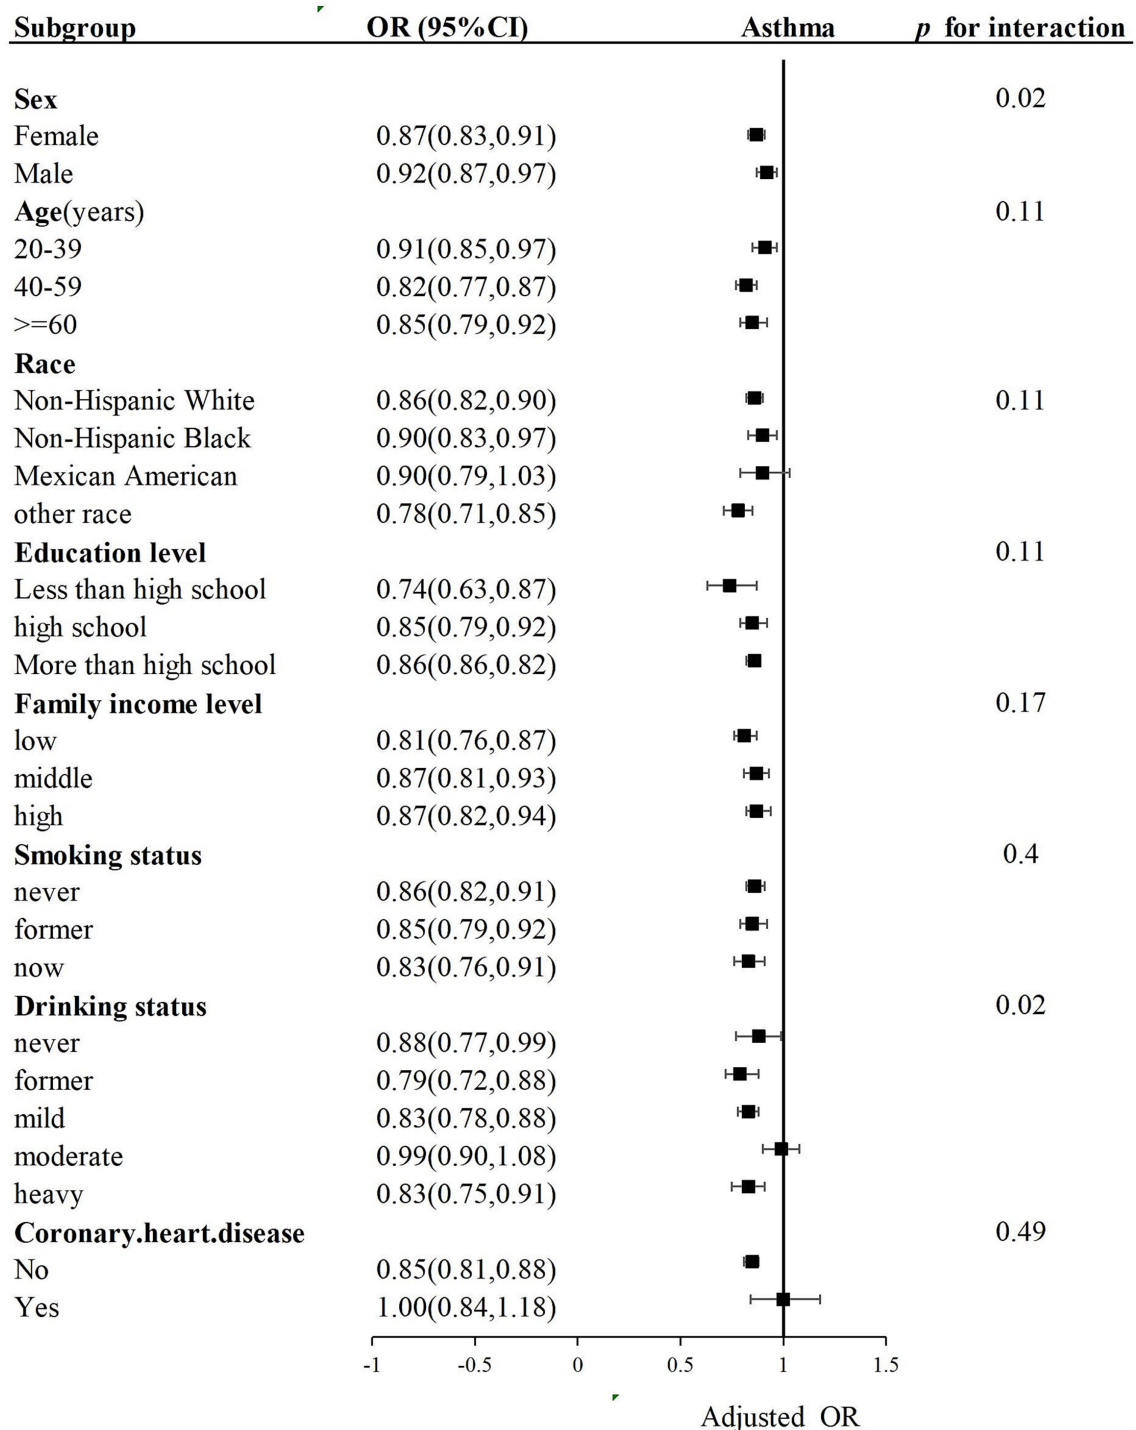 Subgroup OR (95%CI) Asthma p for interaction
Sex 0.02
Female 0.87(0.83,0.91)
Male 0.92(0.87,0.97)
Age(years) 0.11
20-39 0.91(0.85,0.97)
40-59 0.82(0.77,0.87)
>=60 0.85(0.79,0.92)
Race
Non-Hispanic White 0.86(0.82,0.90) 0.11
Non-Hispanic Black 0.90(0.83,0.97)
Mexican American 0.90(0.79,1.03)
other race 0.78(0.71,0.85)
Education level 0.11
Less than high school 0.74(0.63,0.87)
high school 0.85(0.79,0.92)
More than high school 0.86(0.86,0.82)
Family income level 0.17
low 0.81(0.76,0.87)
middle 0.87(0.81,0.93)
high 0.87(0.82,0.94)
Smoking status 0.4
never 0.86(0.82,0.91)
former 0.85(0.79,0.92)
now 0.83(0.76,0.91)
Drinking status 0.02
never 0.88(0.77,0.99)
former 0.79(0.72,0.88)
mild 0.83(0.78,0.88)
moderate 0.99(0.90,1.08)
heavy 0.83(0.75,0.91)
Coronary.heart.disease 0.49
No 0.85(0.81,0.88)
Yes 1.00(0.84,1.18)
-1 -0.5 0 0.5 1 1.5
Adjusted OR